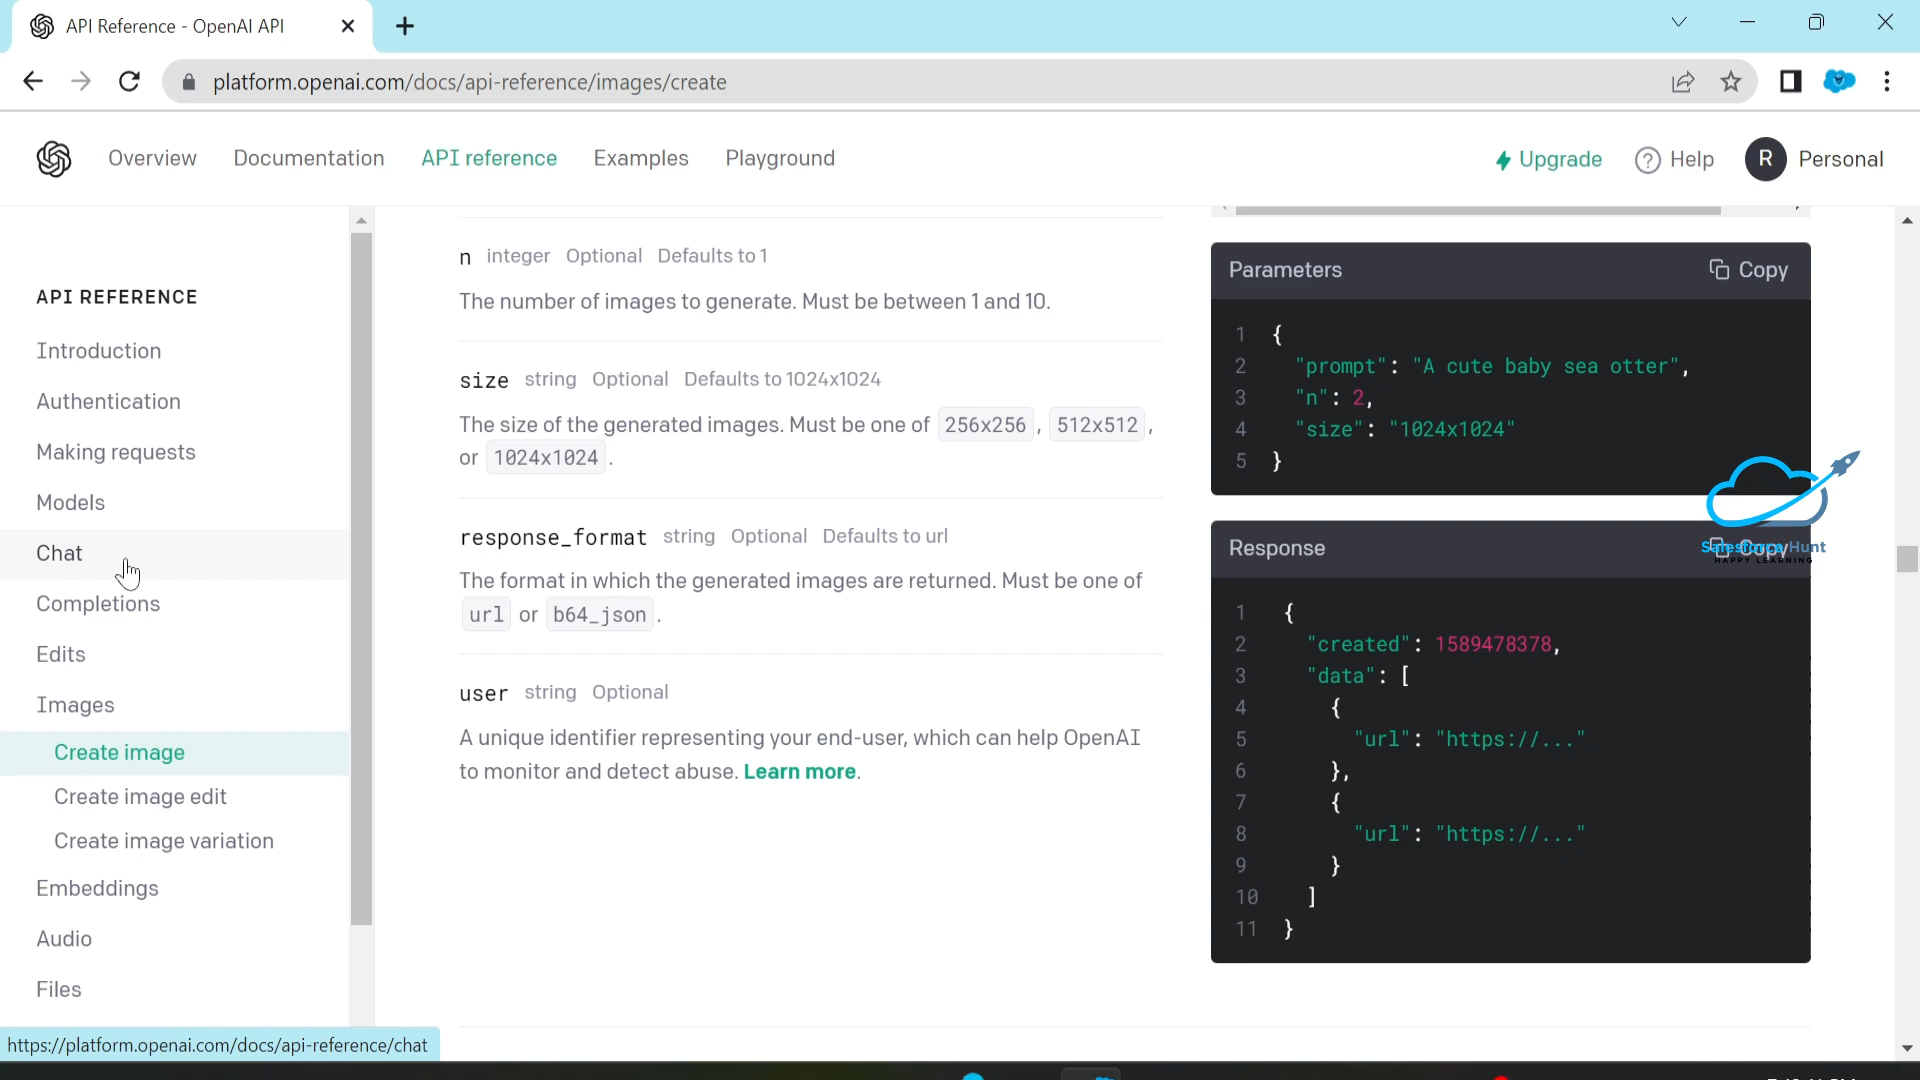 API Reference - OpenAI API
platform.openai.com/docs/api-reference/images/create
Overview Documentation API reference Examples Playground Upgrade Help R Personal
API REFERENCE
Introduction
Authentication
Making requests
Models
Chat
Completions
Edits
Images
Create image
Create image edit
Create image variation
Embeddings
Audio
Files
https://platform.openai.com/docs/api-reference/chat
n integer Optional Defaults to 1
The number of images to generate. Must be between 1 and 10.
size string Optional Defaults to 1024x1024
The size of the generated images. Must be one of 256x256 , 512x512 ,
or 1024x1024 .
response_format string Optional Defaults to url
The format in which the generated images are returned. Must be one of
url or b64_json .
user string Optional
A unique identifier representing your end-user, which can help OpenAI
to monitor and detect abuse. Learn more.
Parameters Copy
1 {
2 "prompt": "A cute baby sea otter",
3 "n": 2,
4 "size": "1024x1024"
5 }
Response Copy
Salesforce Hunt
HAPPY LEARNING
1 {
2 "created": 1589478378,
3 "data": [
4 {
5 "url": "https://..."
6 },
7 {
8 "url": "https://..."
9 }
10 ]
11 }